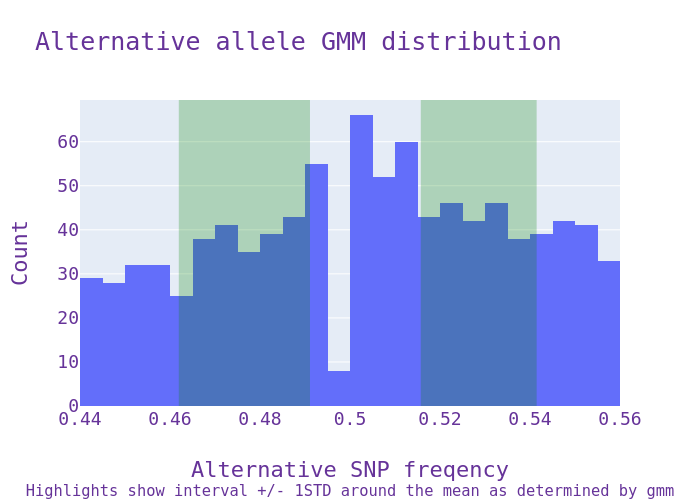 Alternative allele GMM distribution
60
50
40
30
20
10
0
Count
0.44 0.46 0.48 0.5 0.52 0.54 0.56
Alternative SNP freqency
Highlights show interval +/- 1STD around the mean as determined by gmm